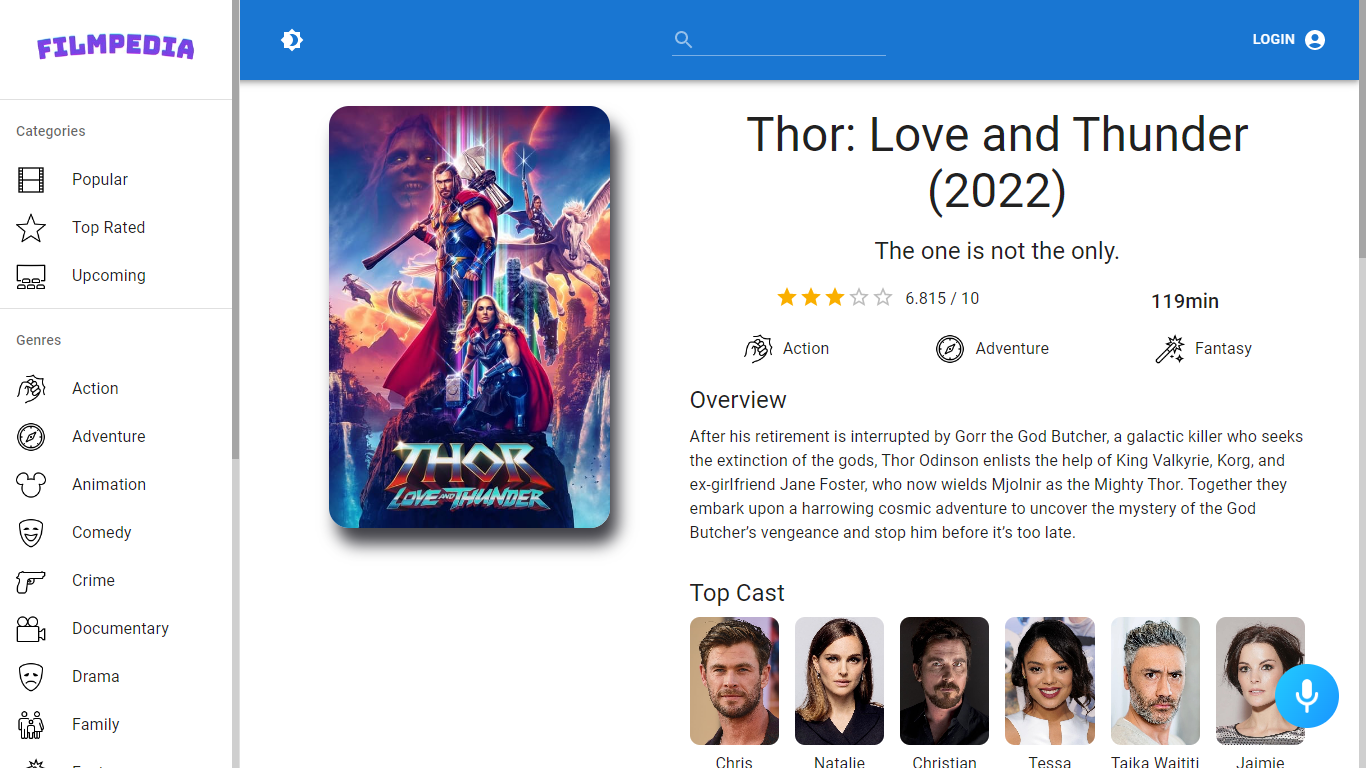 FILMPEDIA
LOGIN
Categories
Popular
Top Rated
Upcoming
Genres
Action
Adventure
Animation
Comedy
Crime
Documentary
Drama
Family
THOR
LOVE AND THUNDER
Thor: Love and Thunder
(2022)
The one is not the only.
6.815 / 10
119min
Action
Adventure
Fantasy
Overview
After his retirement is interrupted by Gorr the God Butcher, a galactic killer who seeks
the extinction of the gods, Thor Odinson enlists the help of King Valkyrie, Korg, and
ex-girlfriend Jane Foster, who now wields Mjolnir as the Mighty Thor. Together they
embark upon a harrowing cosmic adventure to uncover the mystery of the God
Butcher’s vengeance and stop him before it’s too late.
Top Cast
Chris
Natalie
Christian
Tessa
Taika Waititi
Jaimie